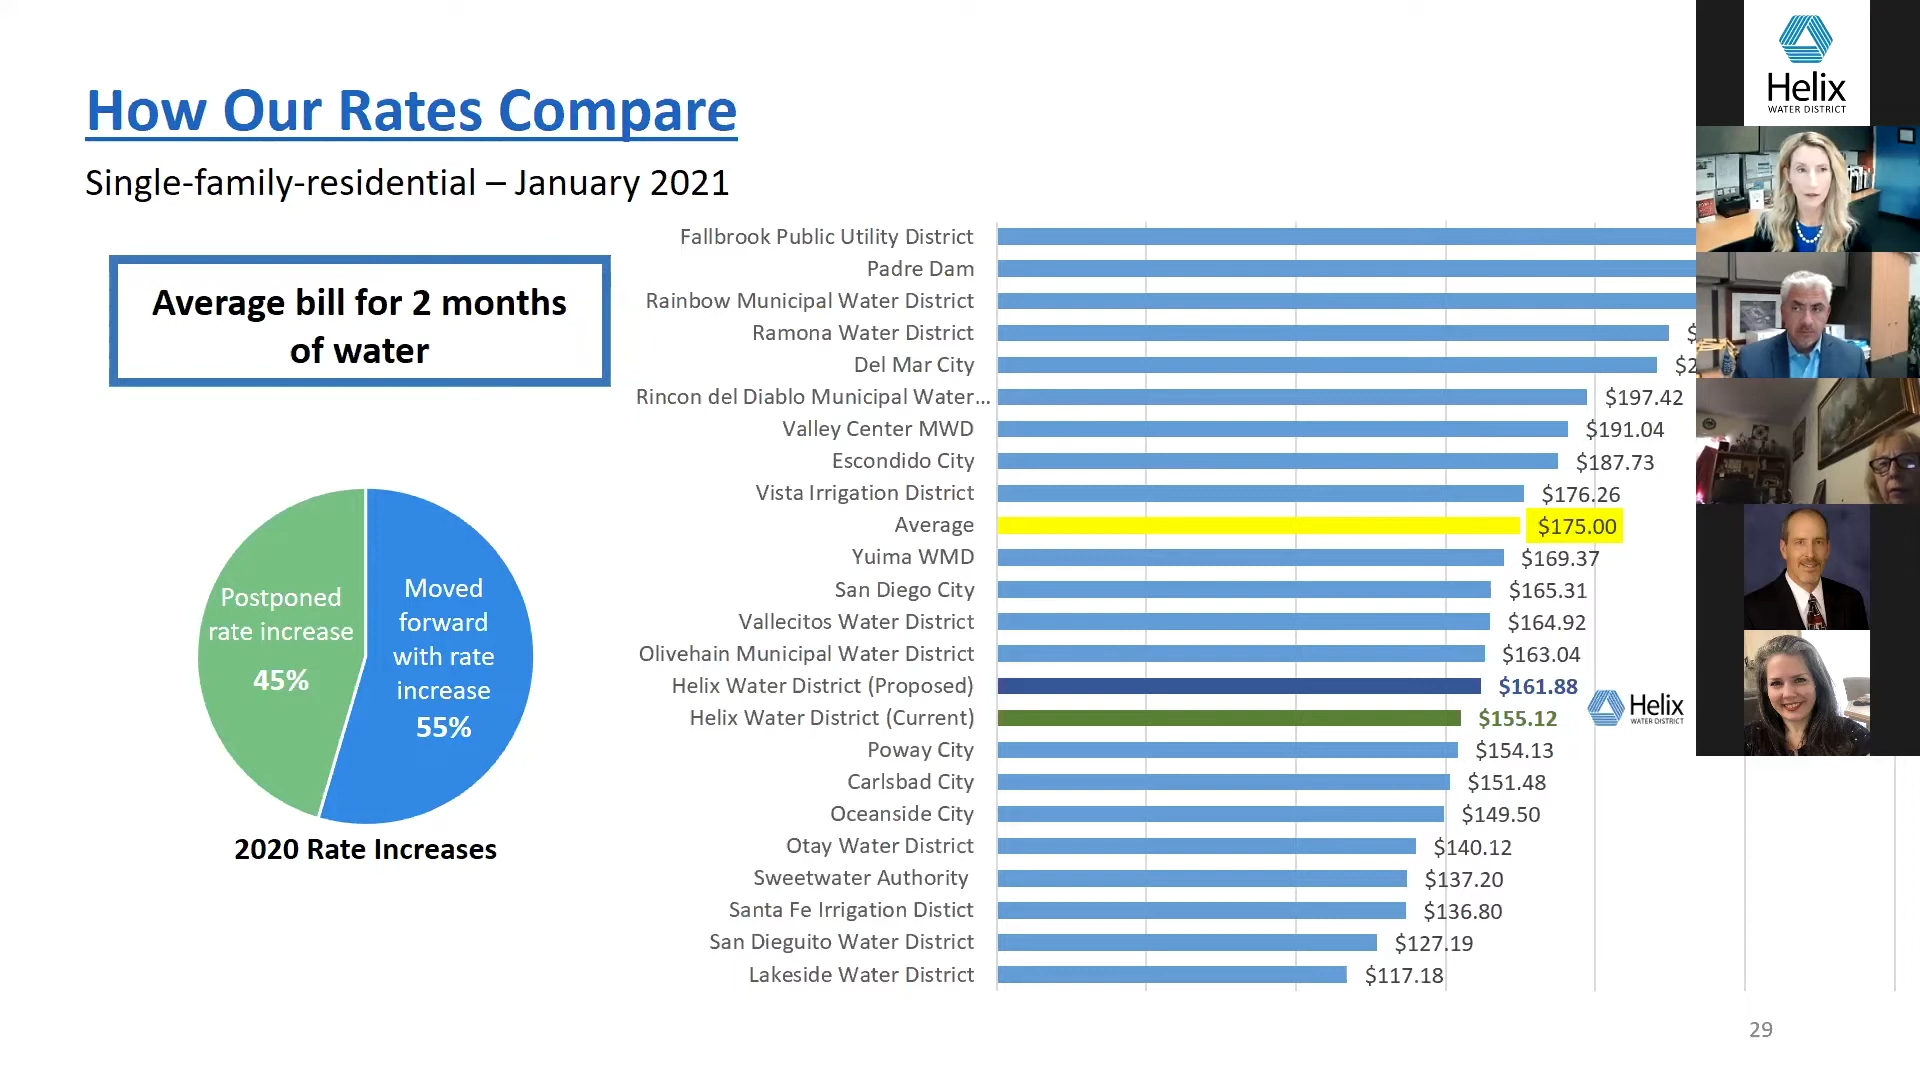 How Our Rates Compare
Single-family-residential – January 2021
Average bill for 2 months
of water
Postponed
rate increase
45%
Moved
forward
with rate
increase
55%
2020 Rate Increases
Fallbrook Public Utility District
Padre Dam
Rainbow Municipal Water District
Ramona Water District $
Del Mar City $2
Rincon del Diablo Municipal Water... $197.42
Valley Center MWD $191.04
Escondido City $187.73
Vista Irrigation District $176.26
Average $175.00
Yuima WMD $169.37
San Diego City $165.31
Vallecitos Water District $164.92
Olivehain Municipal Water District $163.04
Helix Water District (Proposed) $161.88
Helix Water District (Current) $155.12
Poway City $154.13
Carlsbad City $151.48
Oceanside City $149.50
Otay Water District $140.12
Sweetwater Authority $137.20
Santa Fe Irrigation Distict $136.80
San Dieguito Water District $127.19
Lakeside Water District $117.18
Helix
WATER DISTRICT
29
Helix
WATER DISTRICT